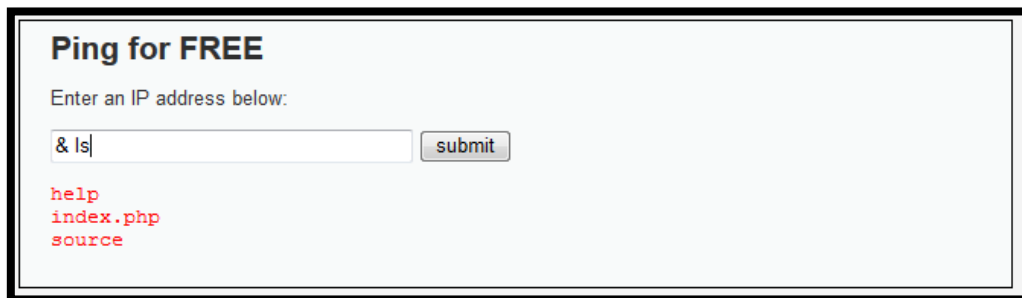 Ping for FREE
Enter an IP address below:
& ls
submit
help
index.php
source